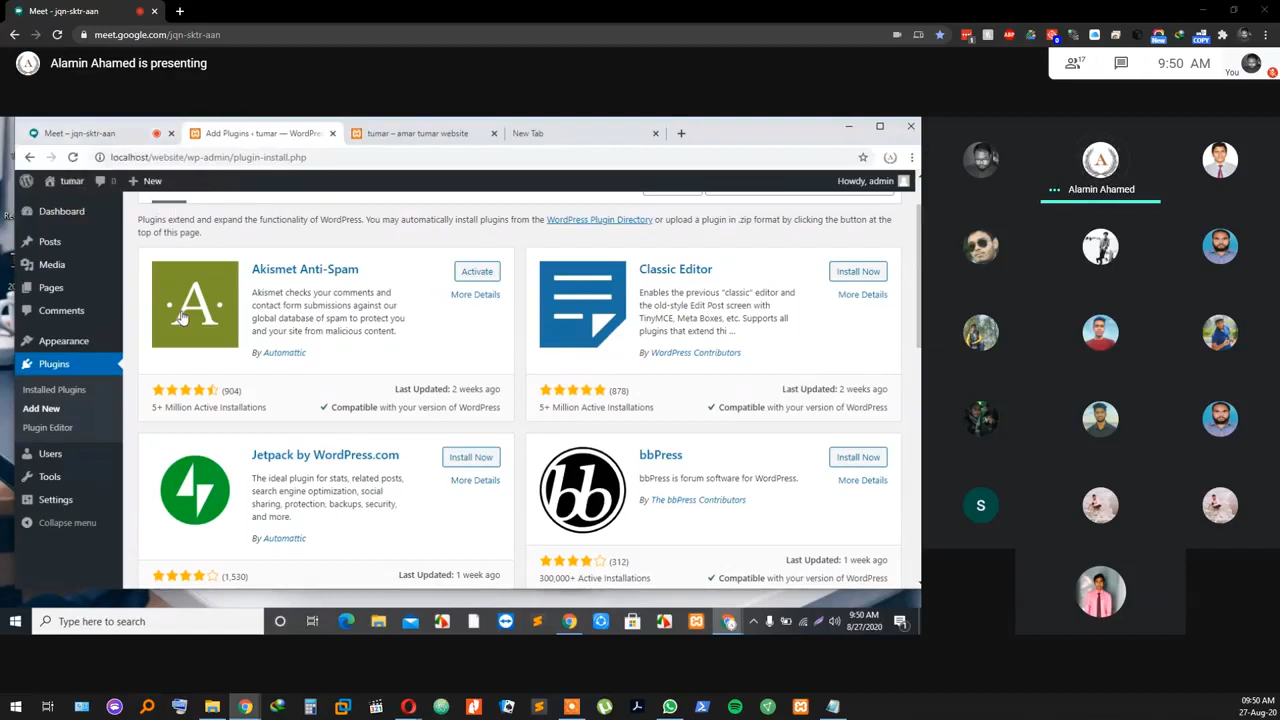 Meet - jqn-sktr-aan
meet.google.com/jqn-sktr-aan
New
COPY
Alamin Ahamed is presenting
17
9:50 AM
You
Meet – jqn-sktr-aan
Add Plugins ‹ tumar — WordPre
tumar – amar tumar website
New Tab
localhost/website/wp-admin/plugin-install.php
tumar
New
Howdy, admin
Dashboard
Posts
Media
Pages
Comments
Appearance
Plugins
Installed Plugins
Add New
Plugin Editor
Users
Tools
Settings
Collapse menu
Plugins extend and expand the functionality of WordPress. You may automatically install plugins from the WordPress Plugin Directory or upload a plugin in .zip format by clicking the button at the
top of this page.
Akismet Anti-Spam
Activate
More Details
Akismet checks your comments and
contact form submissions against our
global database of spam to protect you
and your site from malicious content.
By Automattic
(904)
Last Updated: 2 weeks ago
5+ Million Active Installations
Compatible with your version of WordPress
Classic Editor
Install Now
More Details
Enables the previous "classic" editor and
the old-style Edit Post screen with
TinyMCE, Meta Boxes, etc. Supports all
plugins that extend thi ...
By WordPress Contributors
(878)
Last Updated: 2 weeks ago
5+ Million Active Installations
Compatible with your version of WordPress
Jetpack by WordPress.com
Install Now
More Details
The ideal plugin for stats, related posts,
search engine optimization, social
sharing, protection, backups, security,
and more.
By Automattic
(1,530)
Last Updated: 1 week ago
bbPress
Install Now
More Details
bbPress is forum software for WordPress.
By The bbPress Contributors
(312)
Last Updated: 1 week ago
300,000+ Active Installations
Compatible with your version of WordPress
Alamin Ahamed
S
Type here to search
9:50 AM
8/27/2020
09:50 AM
27-Aug-20